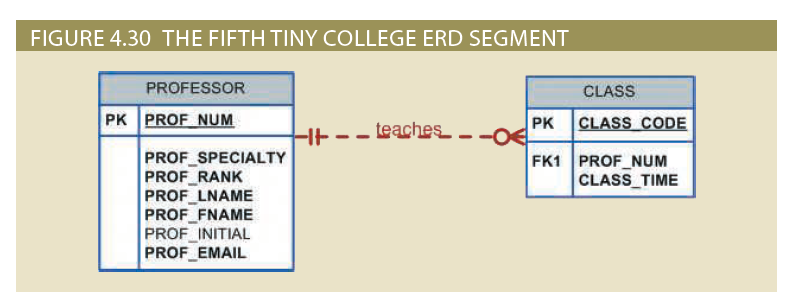 FIGURE 4.30 THE FIFTH TINY COLLEGE ERD SEGMENT
PROFESSOR
PK PROF_NUM
PROF_SPECIALTY
PROF_RANK
PROF_LNAME
PROF_FNAME
PROF_INITIAL
PROF_EMAIL
teaches
CLASS
PK CLASS_CODE
FK1 PROF_NUM
CLASS_TIME